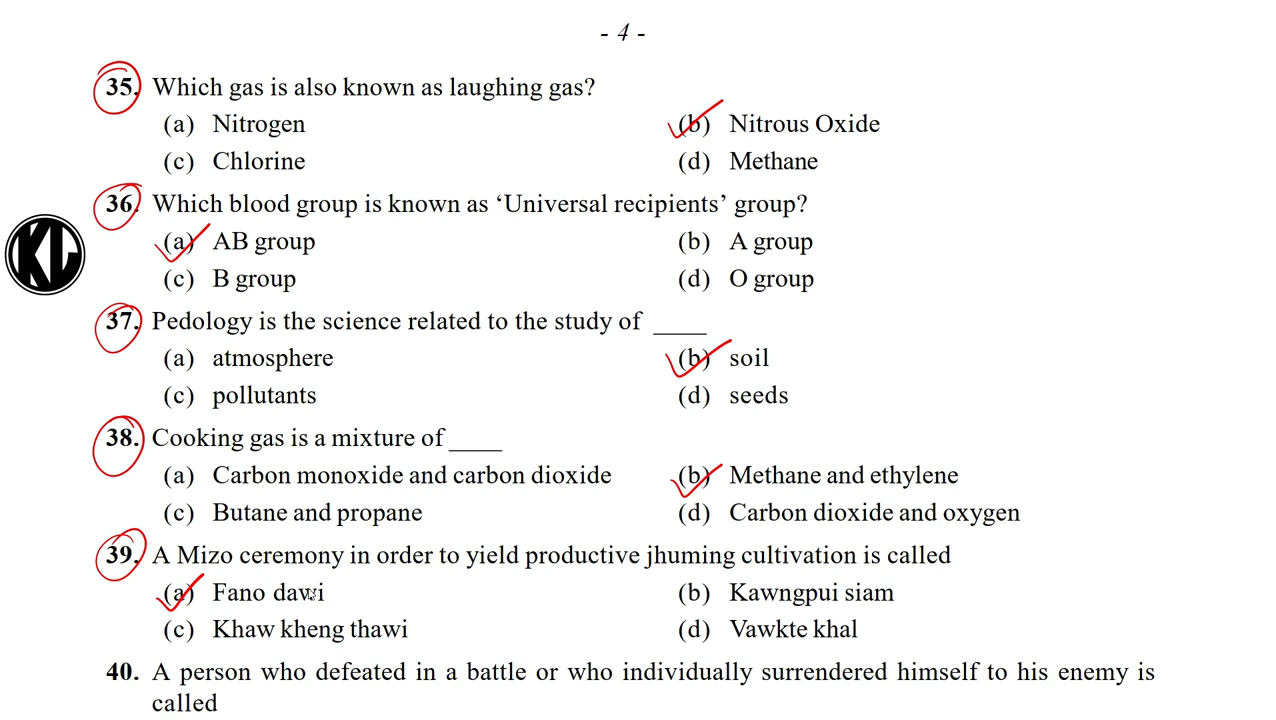 - 4 -
35. Which gas is also known as laughing gas?
(a) Nitrogen (b) Nitrous Oxide
(c) Chlorine (d) Methane
36. Which blood group is known as ‘Universal recipients’ group?
(a) AB group (b) A group
(c) B group (d) O group
37. Pedology is the science related to the study of ____
(a) atmosphere (b) soil
(c) pollutants (d) seeds
38. Cooking gas is a mixture of ____
(a) Carbon monoxide and carbon dioxide (b) Methane and ethylene
(c) Butane and propane (d) Carbon dioxide and oxygen
39. A Mizo ceremony in order to yield productive jhuming cultivation is called
(a) Fano dawi (b) Kawngpui siam
(c) Khaw kheng thawi (d) Vawkte khal
40. A person who defeated in a battle or who individually surrendered himself to his enemy is
called
KL